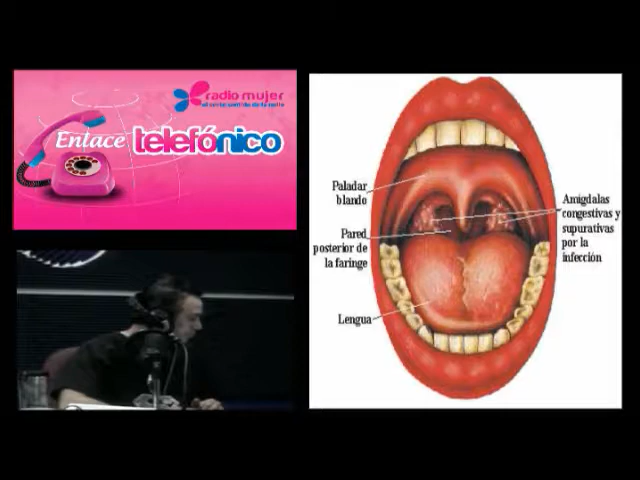 radio mujer
Enlace telefónico
Paladar
blando
Pared
posterior de
la faringe
Lengua
Amígdalas
congestivas y
supurativas
por la
infección